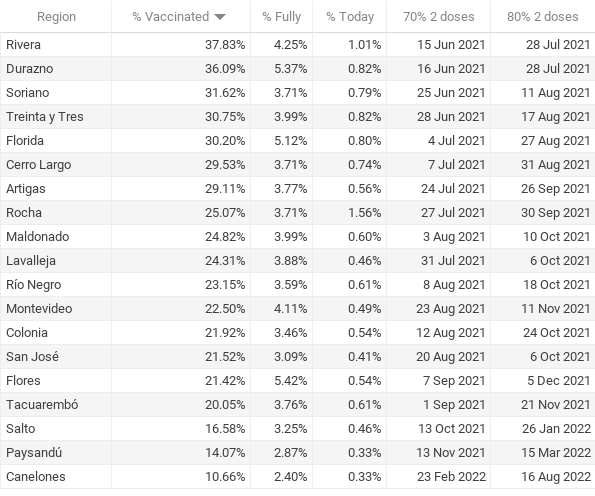 Region % Vaccinated % Fully % Today 70% 2 doses 80% 2 doses
Rivera 37.83% 4.25% 1.01% 15 Jun 2021 28 Jul 2021
Durazno 36.09% 5.37% 0.82% 16 Jun 2021 28 Jul 2021
Soriano 31.62% 3.71% 0.79% 25 Jun 2021 11 Aug 2021
Treinta y Tres 30.75% 3.99% 0.82% 28 Jun 2021 17 Aug 2021
Florida 30.20% 5.12% 0.80% 4 Jul 2021 27 Aug 2021
Cerro Largo 29.53% 3.71% 0.74% 7 Jul 2021 31 Aug 2021
Artigas 29.11% 3.77% 0.56% 24 Jul 2021 26 Sep 2021
Rocha 25.07% 3.71% 1.56% 27 Jul 2021 30 Sep 2021
Maldonado 24.82% 3.99% 0.60% 3 Aug 2021 10 Oct 2021
Lavalleja 24.31% 3.88% 0.46% 31 Jul 2021 6 Oct 2021
Río Negro 23.15% 3.59% 0.61% 8 Aug 2021 18 Oct 2021
Montevideo 22.50% 4.11% 0.49% 23 Aug 2021 11 Nov 2021
Colonia 21.92% 3.46% 0.54% 12 Aug 2021 24 Oct 2021
San José 21.52% 3.09% 0.41% 20 Aug 2021 6 Oct 2021
Flores 21.42% 5.42% 0.54% 7 Sep 2021 5 Dec 2021
Tacuarembó 20.05% 3.76% 0.61% 1 Sep 2021 21 Nov 2021
Salto 16.58% 3.25% 0.46% 13 Oct 2021 26 Jan 2022
Paysandú 14.07% 2.87% 0.33% 13 Nov 2021 15 Mar 2022
Canelones 10.66% 2.40% 0.33% 23 Feb 2022 16 Aug 2022